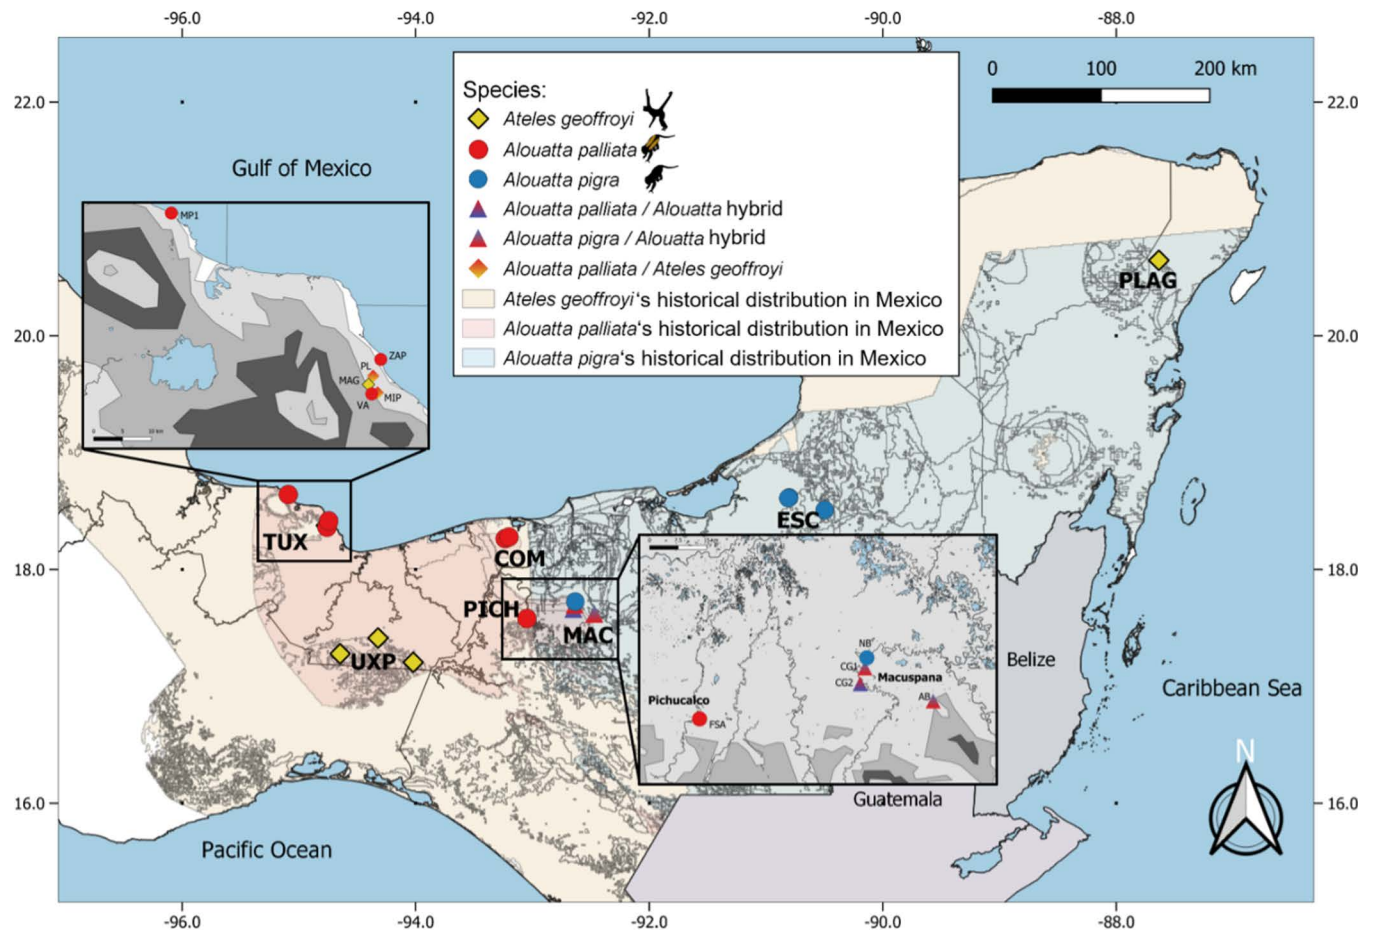 -96.0 -94.0 -92.0 -90.0 -88.0
22.0 22.0
0 100 200 km
Species:
Ateles geoffroyi
Alouatta palliata
Alouatta pigra
Alouatta palliata / Alouatta hybrid
Alouatta pigra / Alouatta hybrid
Alouatta palliata / Ateles geoffroyi
Ateles geoffroyi‘s historical distribution in Mexico
Alouatta palliata‘s historical distribution in Mexico
Alouatta pigra‘s historical distribution in Mexico
Gulf of Mexico
MP1
ZAP
PL
MAG
MIP
VA
10 km
PLAG
20.0 20.0
TUX
COM
ESC
PICH
MAC
UXP
18.0 18.0
NB
CG1
Macuspana
CG2
AB
Pichucalco
FSA
Belize
Caribbean Sea
Guatemala
N
16.0 16.0
Pacific Ocean
-96.0 -94.0 -92.0 -90.0 -88.0